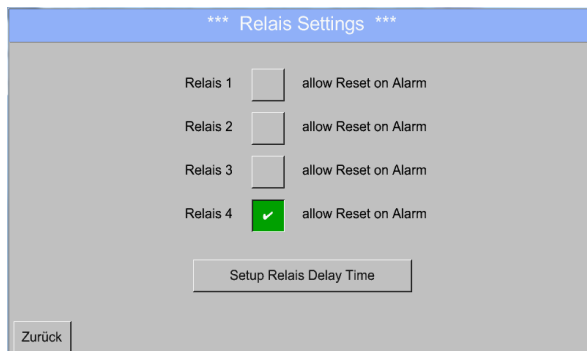 *** Relais Settings ***
Relais 1 allow Reset on Alarm
Relais 2 allow Reset on Alarm
Relais 3 allow Reset on Alarm
Relais 4 ✔ allow Reset on Alarm
Setup Relais Delay Time
Zurück